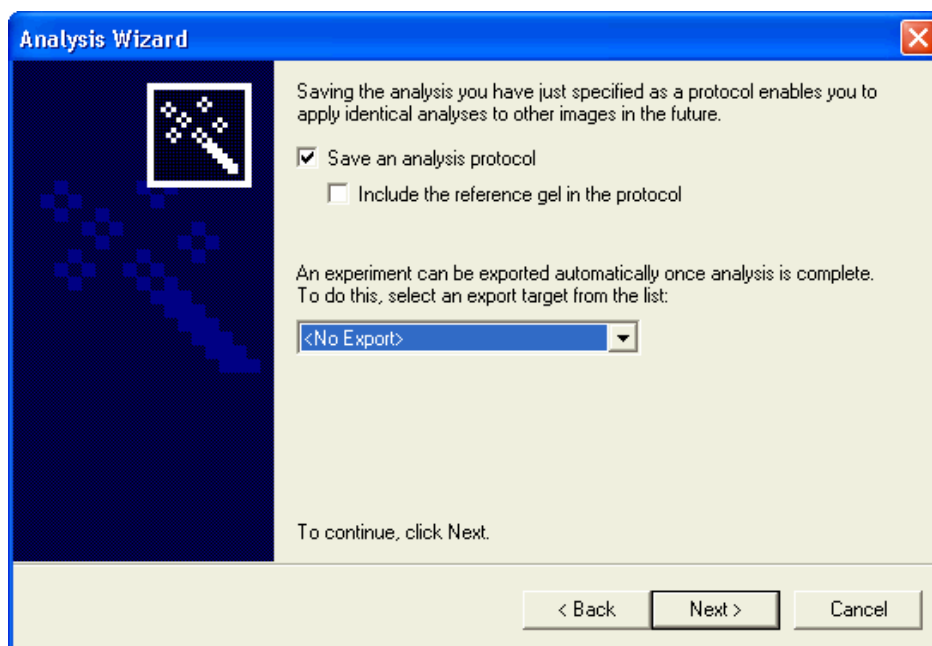 Analysis Wizard
Saving the analysis you have just specified as a protocol enables you to
apply identical analyses to other images in the future.
Save an analysis protocol
Include the reference gel in the protocol
An experiment can be exported automatically once analysis is complete.
To do this, select an export target from the list:
<No Export>
To continue, click Next.
< Back Next > Cancel